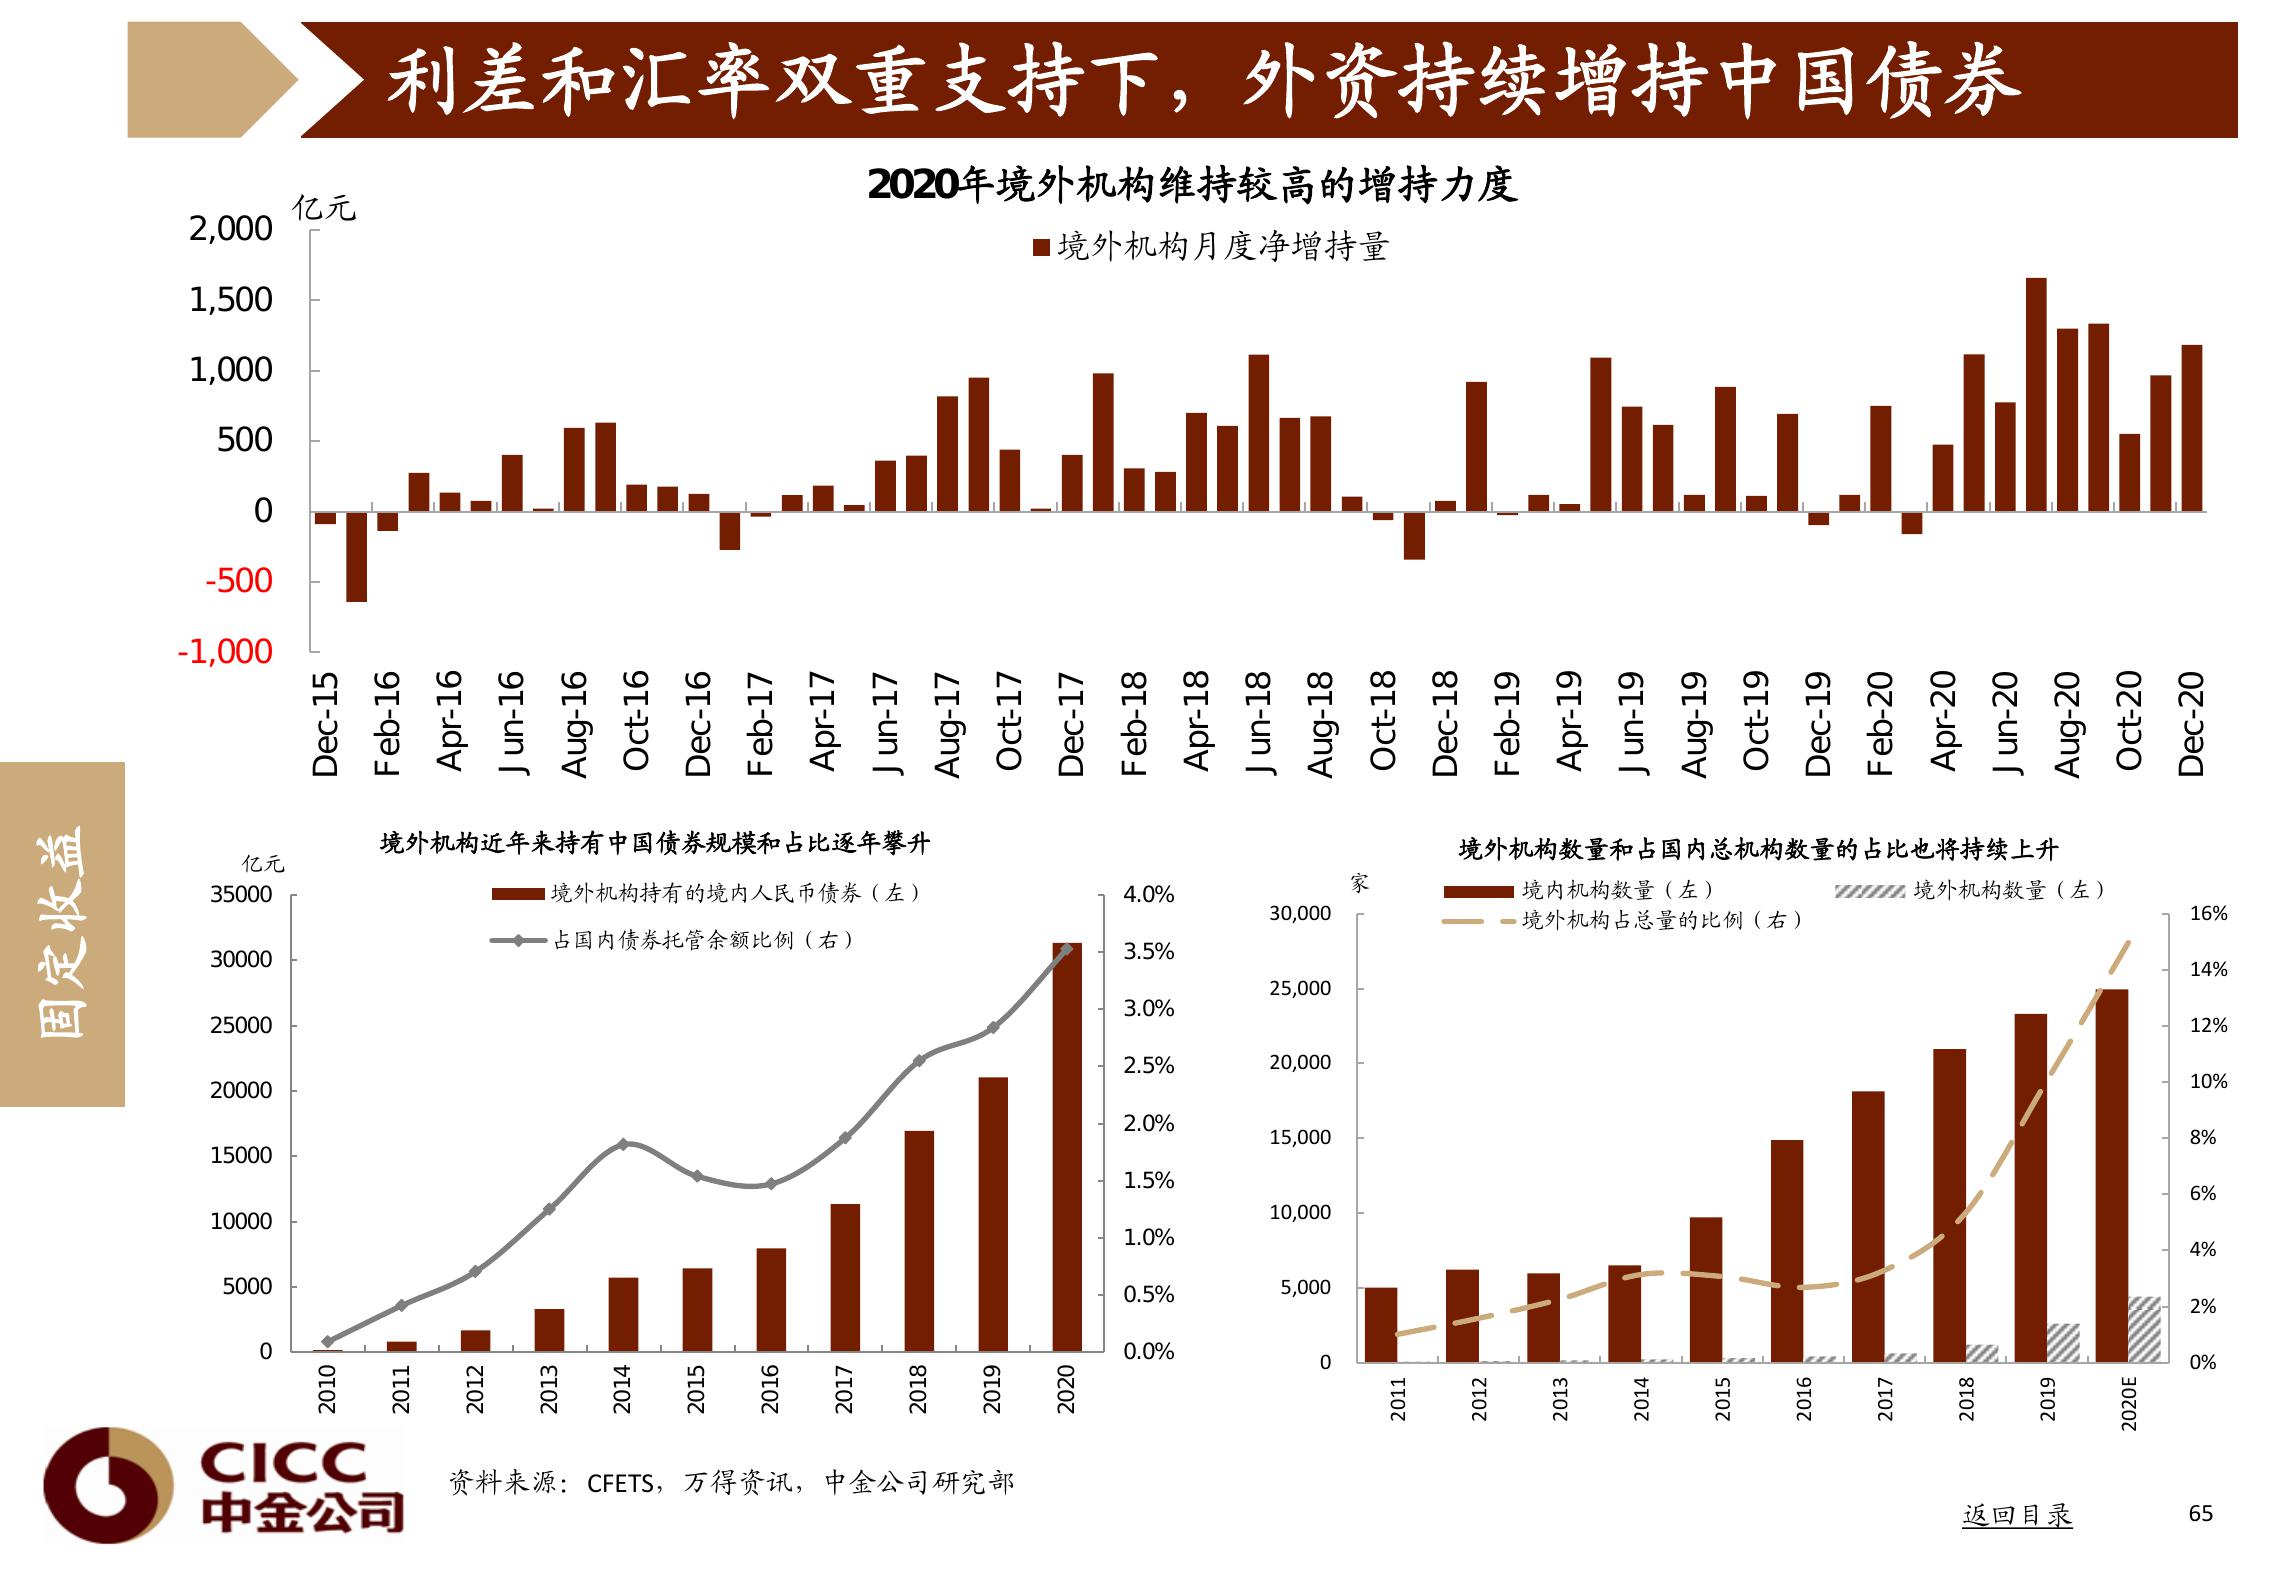 利差和汇率双重支持下，外资持续增持中国债券
2020年境外机构维持较高的增持力度
亿元
境外机构月度净增持量
2,000
1,500
1,000
500
0
-500
-1,000
Dec-15
Feb-16
Apr-16
Jun-16
Aug-16
Oct-16
Dec-16
Feb-17
Apr-17
Jun-17
Aug-17
Oct-17
Dec-17
Feb-18
Apr-18
Jun-18
Aug-18
Oct-18
Dec-18
Feb-19
Apr-19
Jun-19
Aug-19
Oct-19
Dec-19
Feb-20
Apr-20
Jun-20
Aug-20
Oct-20
Dec-20
固定收益
境外机构近年来持有中国债券规模和占比逐年攀升
亿元
境外机构持有的境内人民币债券（左）
占国内债券托管余额比例（右）
35000
30000
25000
20000
15000
10000
5000
0
4.0%
3.5%
3.0%
2.5%
2.0%
1.5%
1.0%
0.5%
0.0%
2010
2011
2012
2013
2014
2015
2016
2017
2018
2019
2020
境外机构数量和占国内总机构数量的占比也将持续上升
家
境内机构数量（左）
境外机构数量（左）
境外机构占总量的比例（右）
30,000
25,000
20,000
15,000
10,000
5,000
0
16%
14%
12%
10%
8%
6%
4%
2%
0%
2011
2012
2013
2014
2015
2016
2017
2018
2019
2020E
CICC
中金公司
资料来源：CFETS，万得资讯，中金公司研究部
返回目录
65